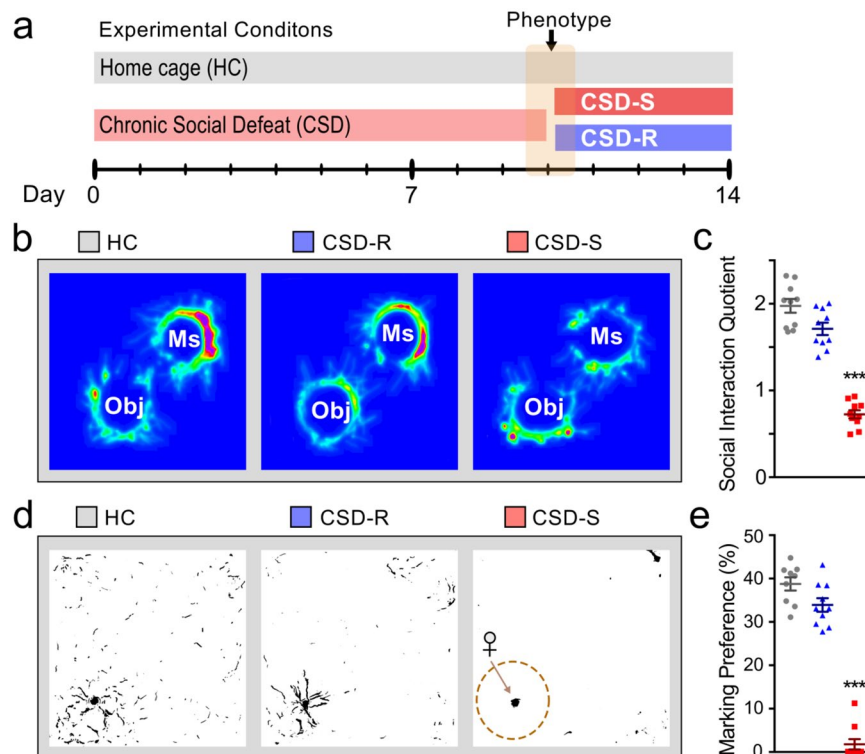 a
Experimental Conditons
Phenotype
Home cage (HC)
CSD-S
Chronic Social Defeat (CSD)
CSD-R
Day
0
7
14
b
HC
CSD-R
CSD-S
Ms
Obj
Ms
Obj
Ms
Obj
c
Social Interaction Quotient
2
1
0
***
d
HC
CSD-R
CSD-S
♀
e
Marking Preference (%)
50
40
30
20
10
0
***